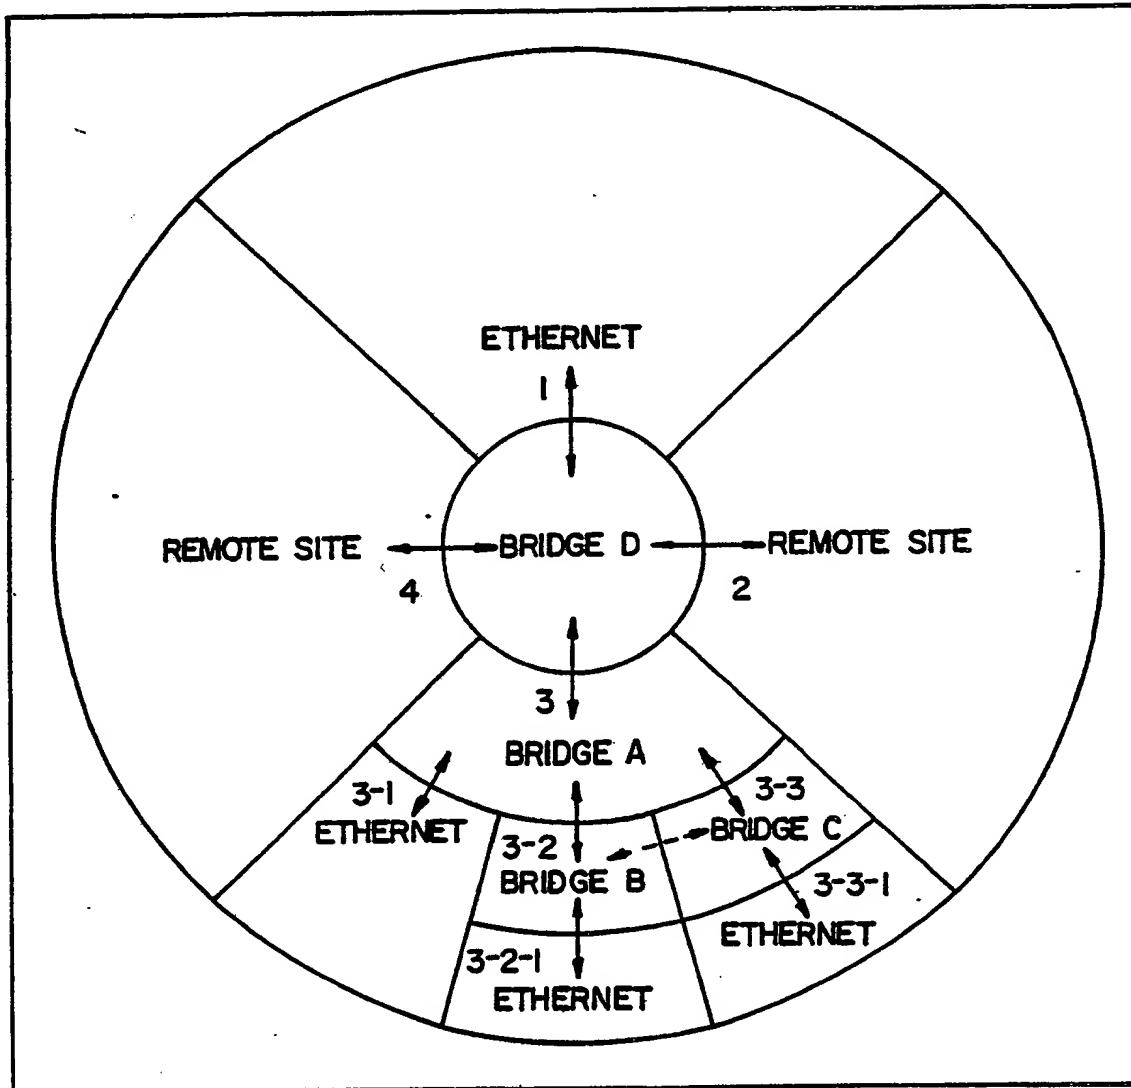 ETHERNET
1
REMOTE SITE
BRIDGE D
REMOTE SITE
4
2
3
BRIDGE A
3-1
3-3
ETHERNET
BRIDGE C
3-2
BRIDGE B
3-3-1
ETHERNET
3-2-1
ETHERNET